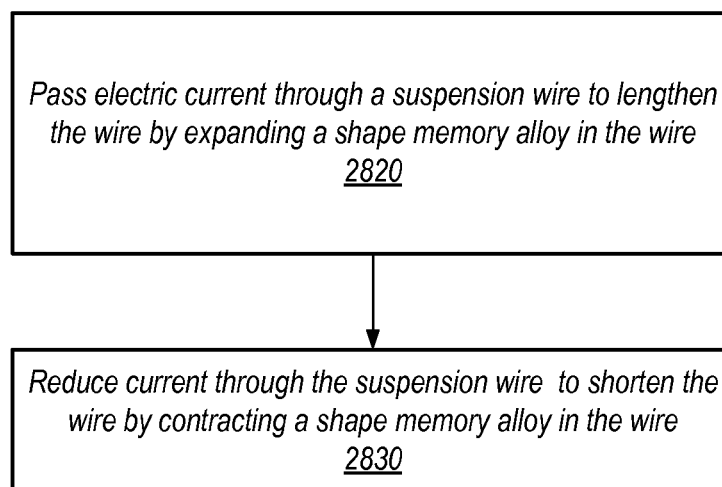 Pass electric current through a suspension wire to lengthen
the wire by expanding a shape memory alloy in the wire
2820
Reduce current through the suspension wire to shorten the
wire by contracting a shape memory alloy in the wire
2830